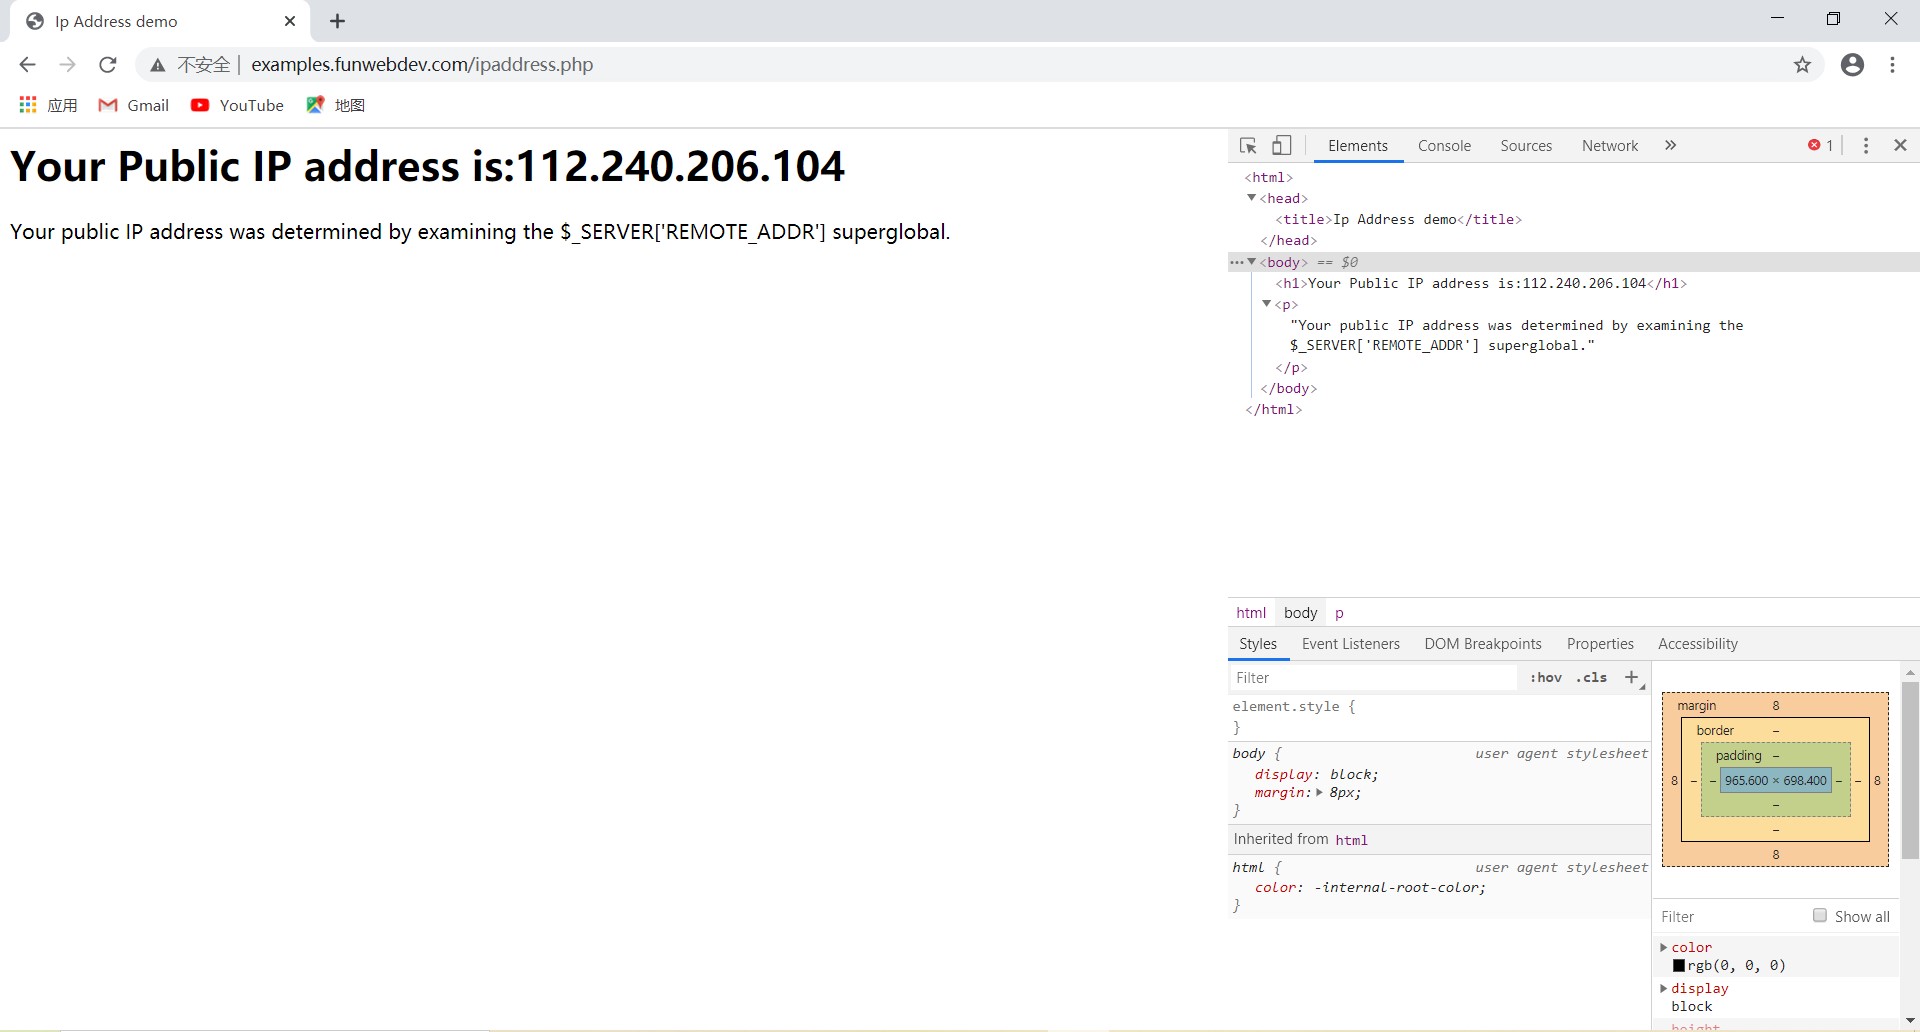 Ip Address demo
不安全 | examples.funwebdev.com/ipaddress.php
应用 Gmail YouTube 地图
Your Public IP address is:112.240.206.104
Your public IP address was determined by examining the $_SERVER['REMOTE_ADDR'] superglobal.
Elements Console Sources Network » 1
<html>
<head>
<title>Ip Address demo</title>
</head>
<body> == $0
<h1>Your Public IP address is:112.240.206.104</h1>
<p>
"Your public IP address was determined by examining the
$_SERVER['REMOTE_ADDR'] superglobal."
</p>
</body>
</html>
html body p
Styles Event Listeners DOM Breakpoints Properties Accessibility
Filter :hov .cls +
element.style {
}
body { user agent stylesheet
display: block;
margin: 8px;
}
Inherited from html
html { user agent stylesheet
color: -internal-root-color;
}
margin 8
border –
padding –
8 – – 965.600 × 698.400 – – 8
–
–
8
Filter Show all
color
rgb(0, 0, 0)
display
block
height